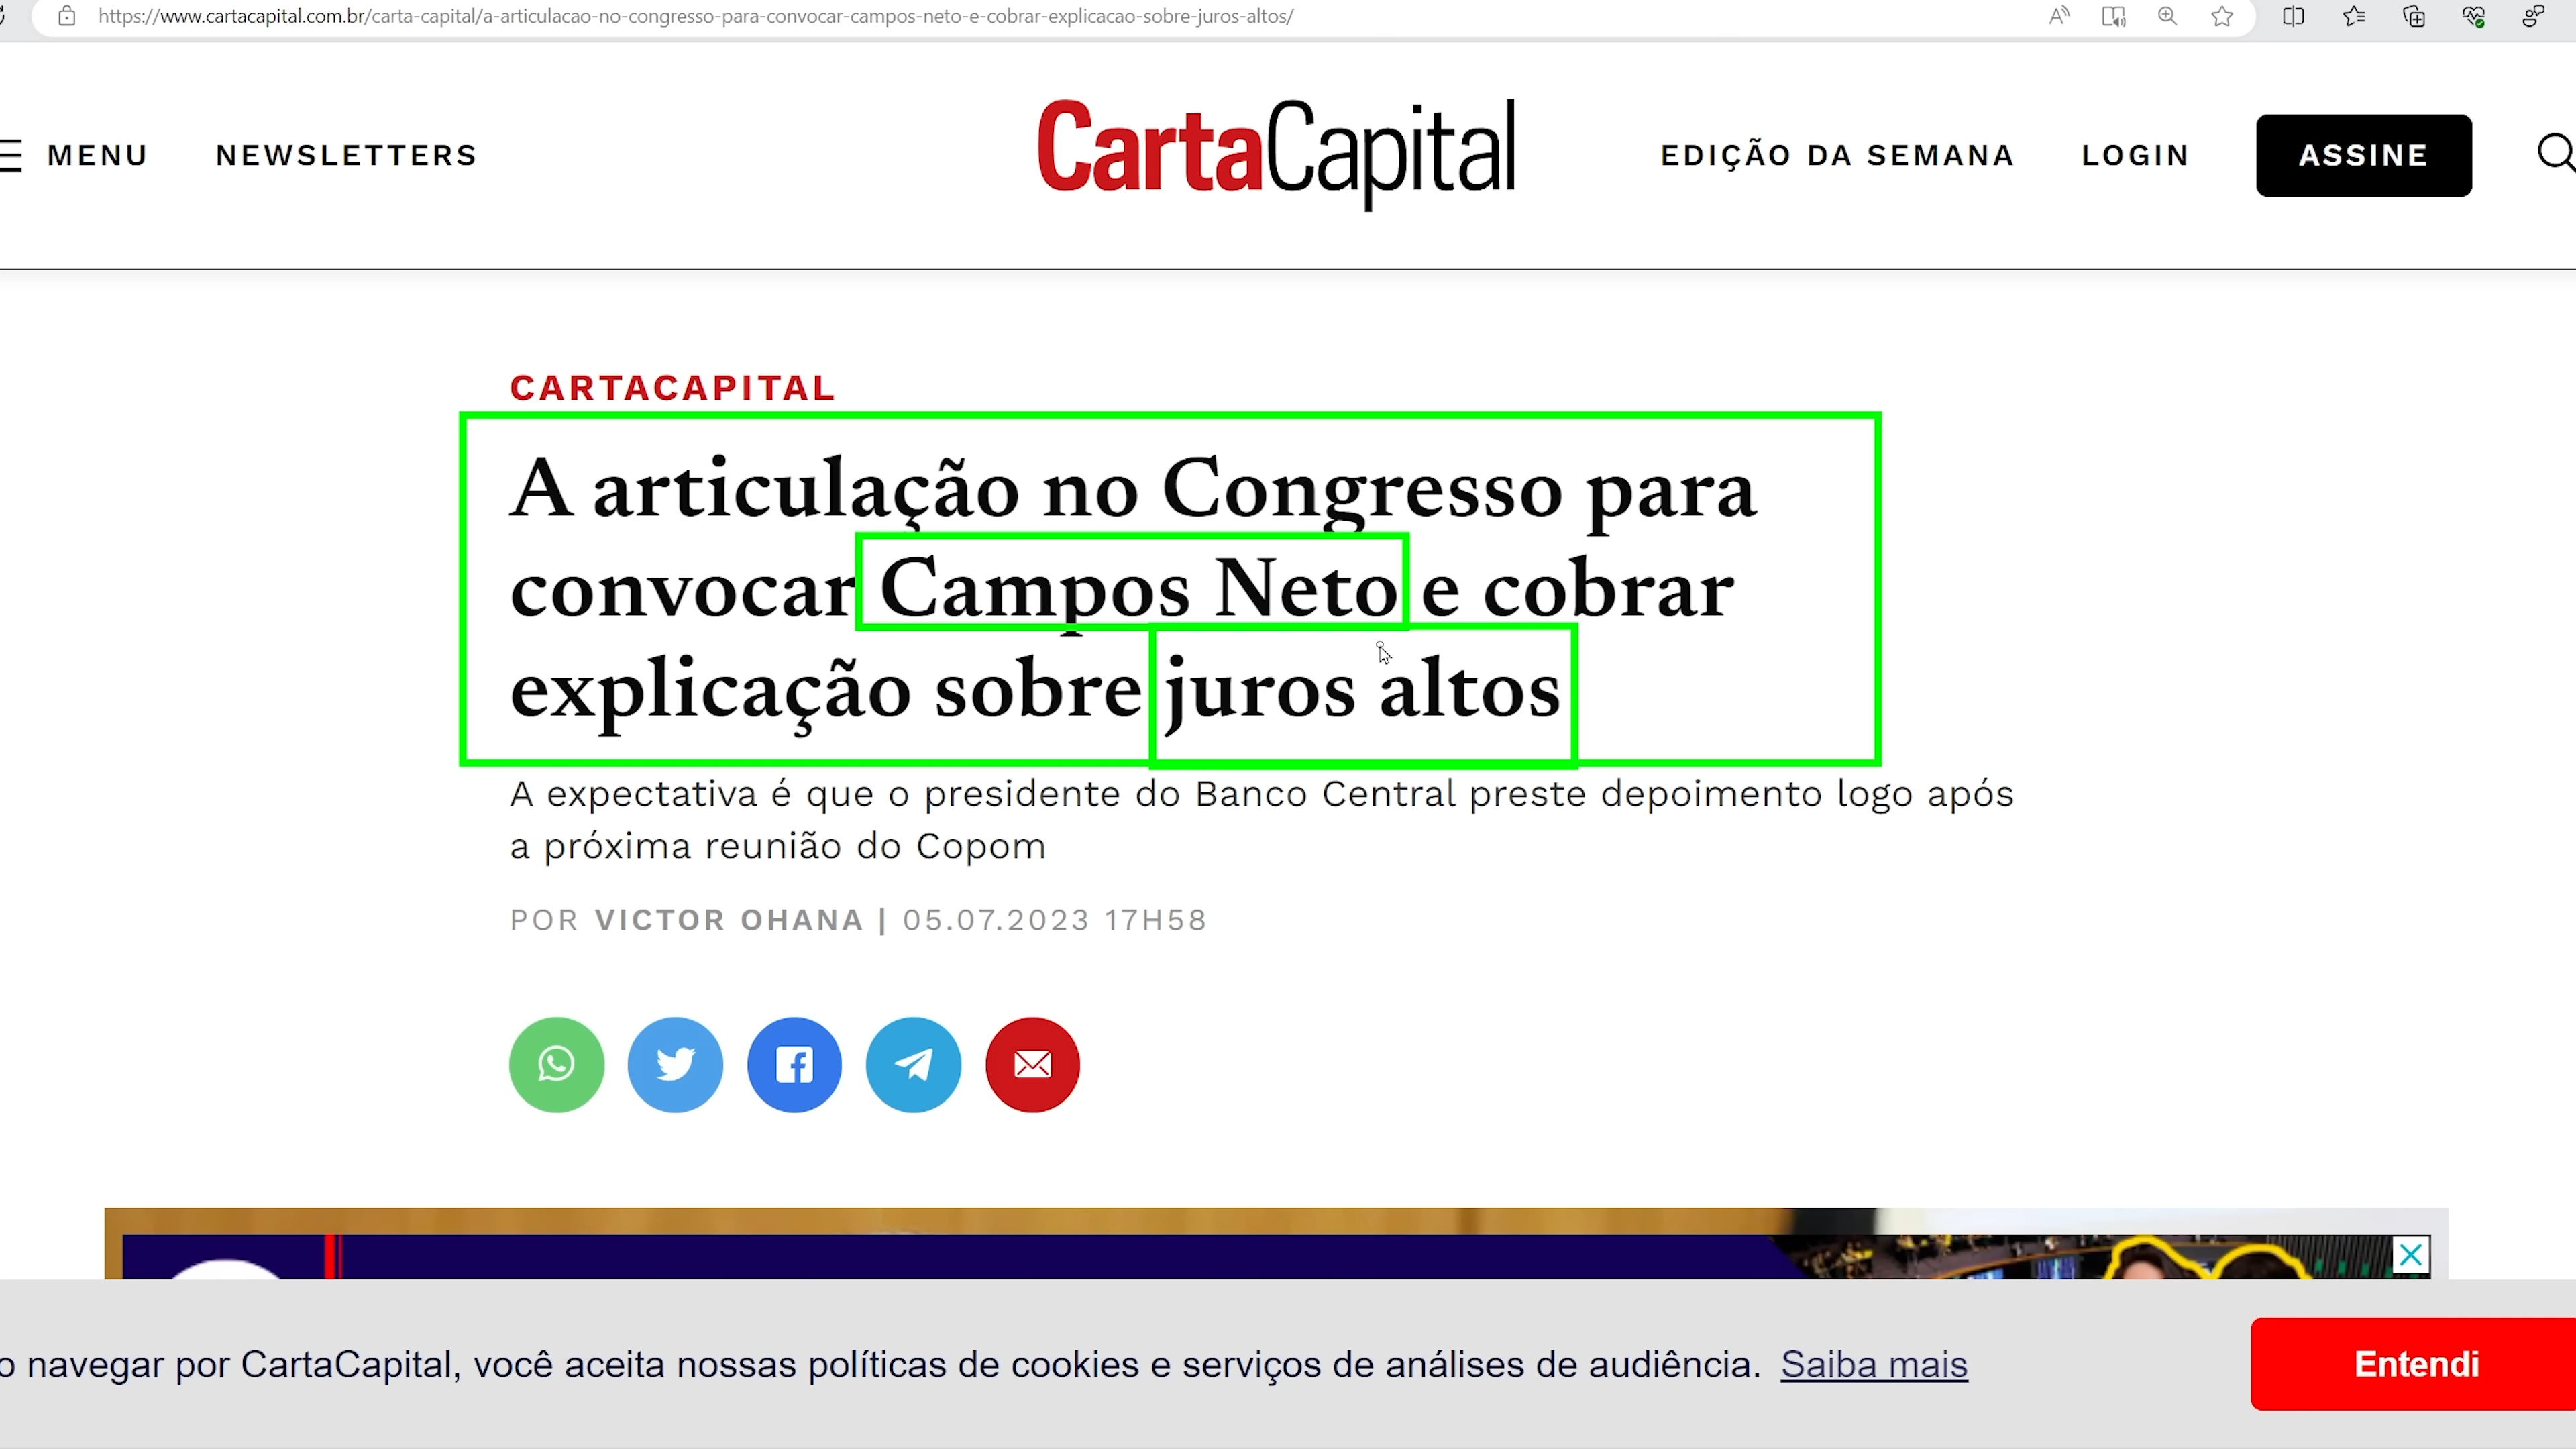 https://www.cartacapital.com.br/carta-capital/a-articulacao-no-congresso-para-convocar-campos-neto-e-cobrar-explicacao-sobre-juros-altos/
MENU NEWSLETTERS CartaCapital EDIÇÃO DA SEMANA LOGIN ASSINE
CARTACAPITAL
A articulação no Congresso para
convocar Campos Neto e cobrar
explicação sobre juros altos
A expectativa é que o presidente do Banco Central preste depoimento logo após
a próxima reunião do Copom
POR VICTOR OHANA | 05.07.2023 17H58
o navegar por CartaCapital, você aceita nossas políticas de cookies e serviços de análises de audiência. Saiba mais Entendi